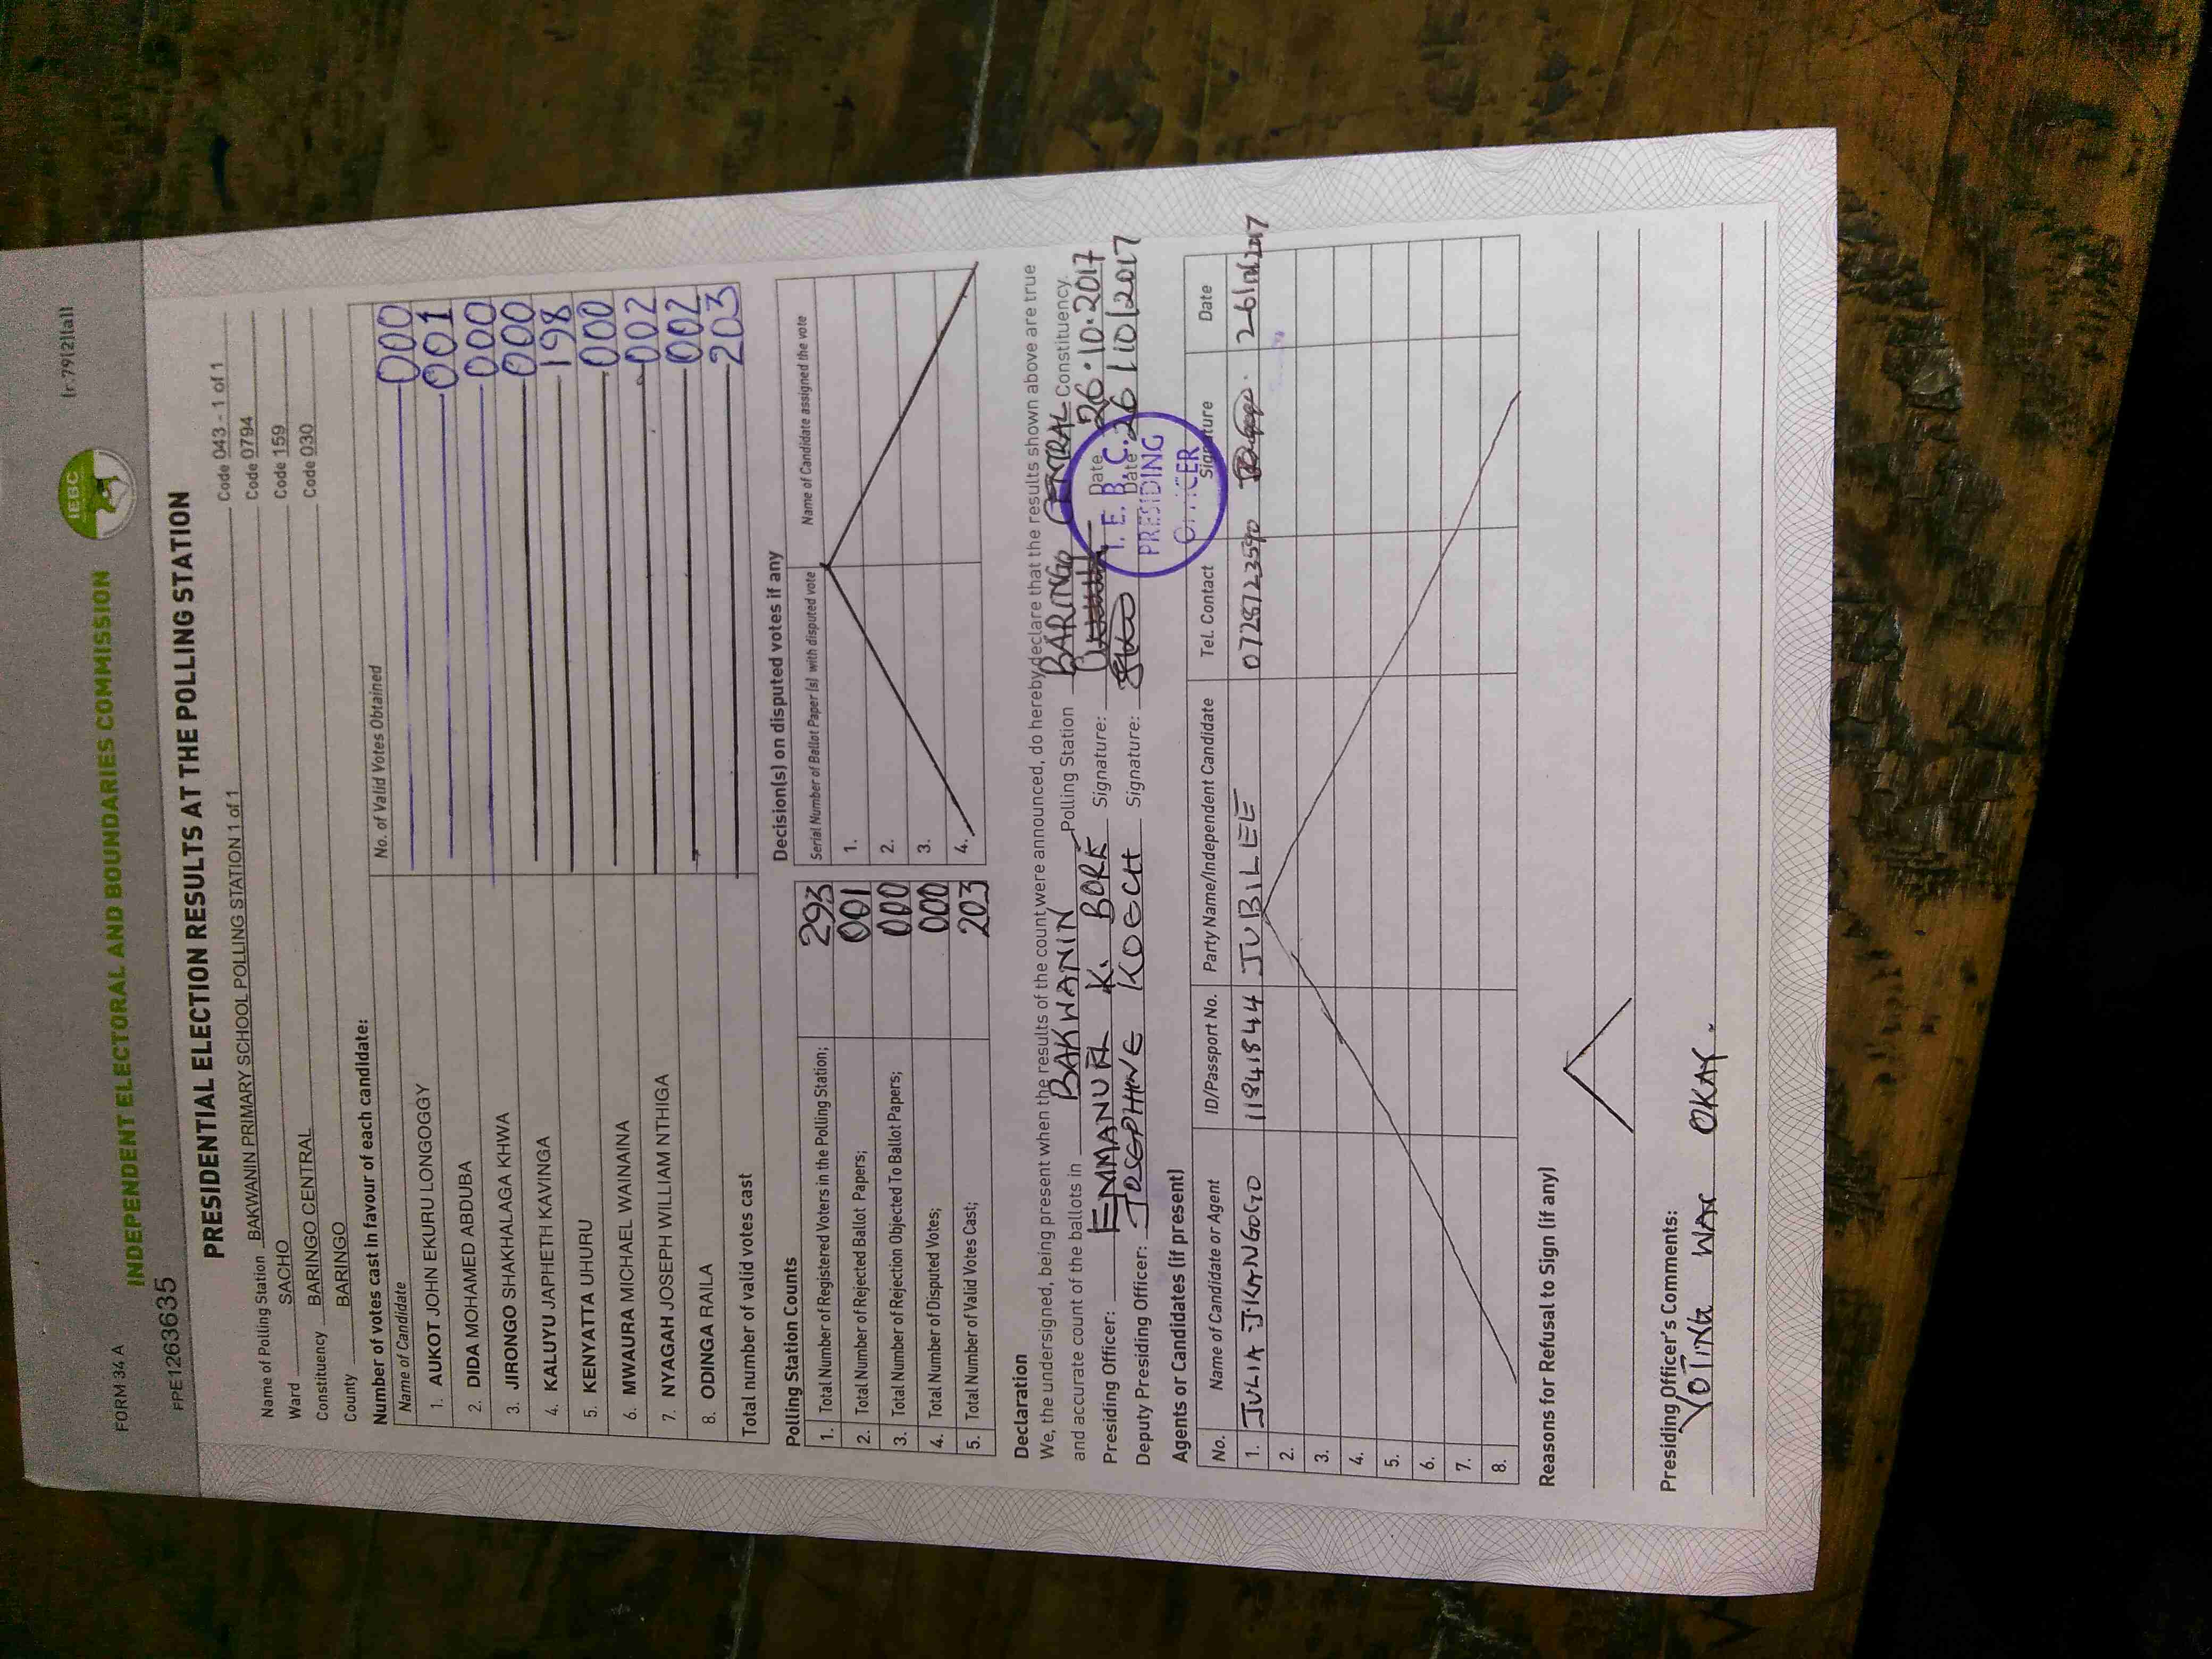 FORM 34 A
INDEPENDENT ELECTORAL AND BOUNDARIES COMMISSION
IEBC
(r.79(2)(a))
PPE1263635
PRESIDENTIAL ELECTION RESULTS AT THE POLLING STATION
Name of Polling Station BAKWANIN PRIMARY SCHOOL POLLING STATION 1 of 1 Code 043 - 1 of 1
Ward SACHO Code 0794
Constituency BARINGO CENTRAL Code 159
County BARINGO Code 030
Number of votes cast in favour of each candidate:
Name of Candidate No. of Valid Votes Obtained
1. AUKOT JOHN EKURU LONGOGGY 000
2. DIDA MOHAMED ABDUBA 001
3. JIRONGO SHAKHALAGA KHWA 000
4. KALUYU JAPHETH KAVINGA 000
5. KENYATTA UHURU 198
6. MWAURA MICHAEL WAINAINA 000
7. NYAGAH JOSEPH WILLIAM NTHIGA 002
8. ODINGA RAILA 002
Total number of valid votes cast 203
Polling Station Counts
1. Total Number of Registered Voters in the Polling Station; 293
2. Total Number of Rejected Ballot Papers; 001
3. Total Number of Rejection Objected To Ballot Papers; 000
4. Total Number of Disputed Votes; 000
5. Total Number of Valid Votes Cast; 203
Decision(s) on disputed votes if any
Serial Number of Ballot Paper (s) with disputed vote Name of Candidate assigned the vote
1.
2.
3.
4.
Declaration
We, the undersigned, being present when the results of the count were announced, do hereby declare that the results shown above are true
and accurate count of the ballots in BAKWANIN Polling Station BARINGO CENTRAL Constituency.
Presiding Officer: EMMANUEL K. BORE Signature: Date 26.10.2017
Deputy Presiding Officer: JOSEPHINE KOECH Signature: Date 26/10/2017
I. E. B. C.
PRESIDING
OFFICER
Agents or Candidates (if present)
No. Name of Candidate or Agent ID/Passport No. Party Name/Independent Candidate Tel. Contact Signature Date
1. JULIA J. KANGOGO 11841844 JUBILEE 0728723590 26/10/2017
2.
3.
4.
5.
6.
7.
8.
Reasons for Refusal to Sign (if any)
Presiding Officer's Comments:
VOTING WAS OKAY.